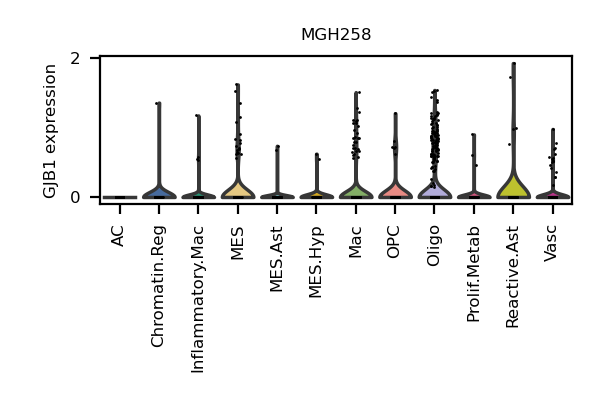 MGH258
GJB1 expression
2
0
AC
Chromatin.Reg
Inflammatory.Mac
MES
MES.Ast
MES.Hyp
Mac
OPC
Oligo
Prolif.Metab
Reactive.Ast
Vasc